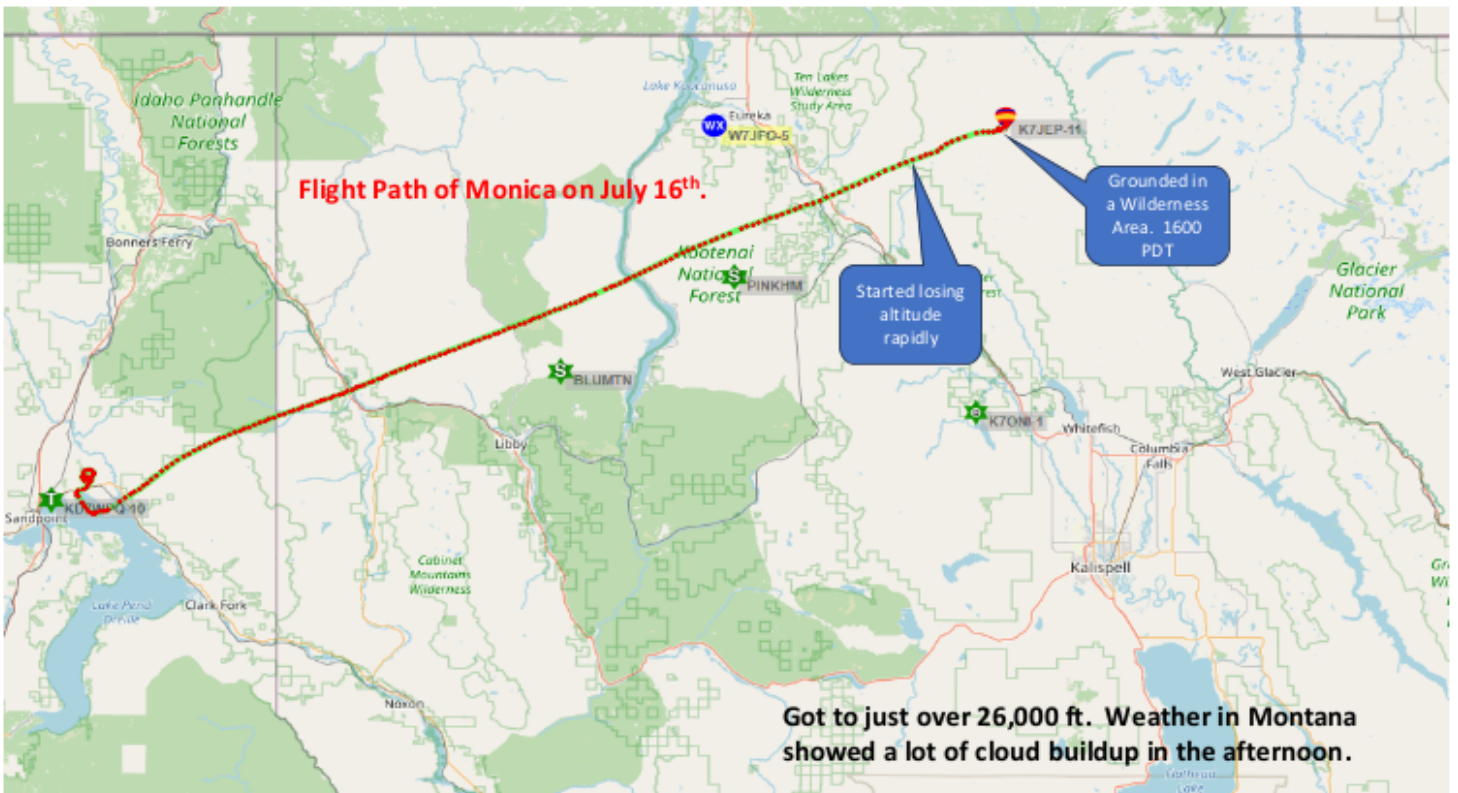 Idaho Panhandle
National
Forests
Lake Koocanusa
Ten Lakes
Wilderness
Study Area
Eureka
WX
W7JFO-5
K7JEP-11
Flight Path of Monica on July 16th.
Grounded in
a Wilderness
Area. 1600
PDT
Bonners Ferry
Kootenai
National
Forest
S
PINKHM
Started losing
altitude
rapidly
Glacier
National
Park
S
BLUMTN
West Glacier
K7ONI-1
Whitefish
Columbia
Falls
Libby
T
Sandpoint
Cabinet
Mountains
Wilderness
Kalispell
Lake Pend
Oreille
Clark Fork
Noxon
Got to just over 26,000 ft. Weather in Montana
showed a lot of cloud buildup in the afternoon.
Flathead
Lake